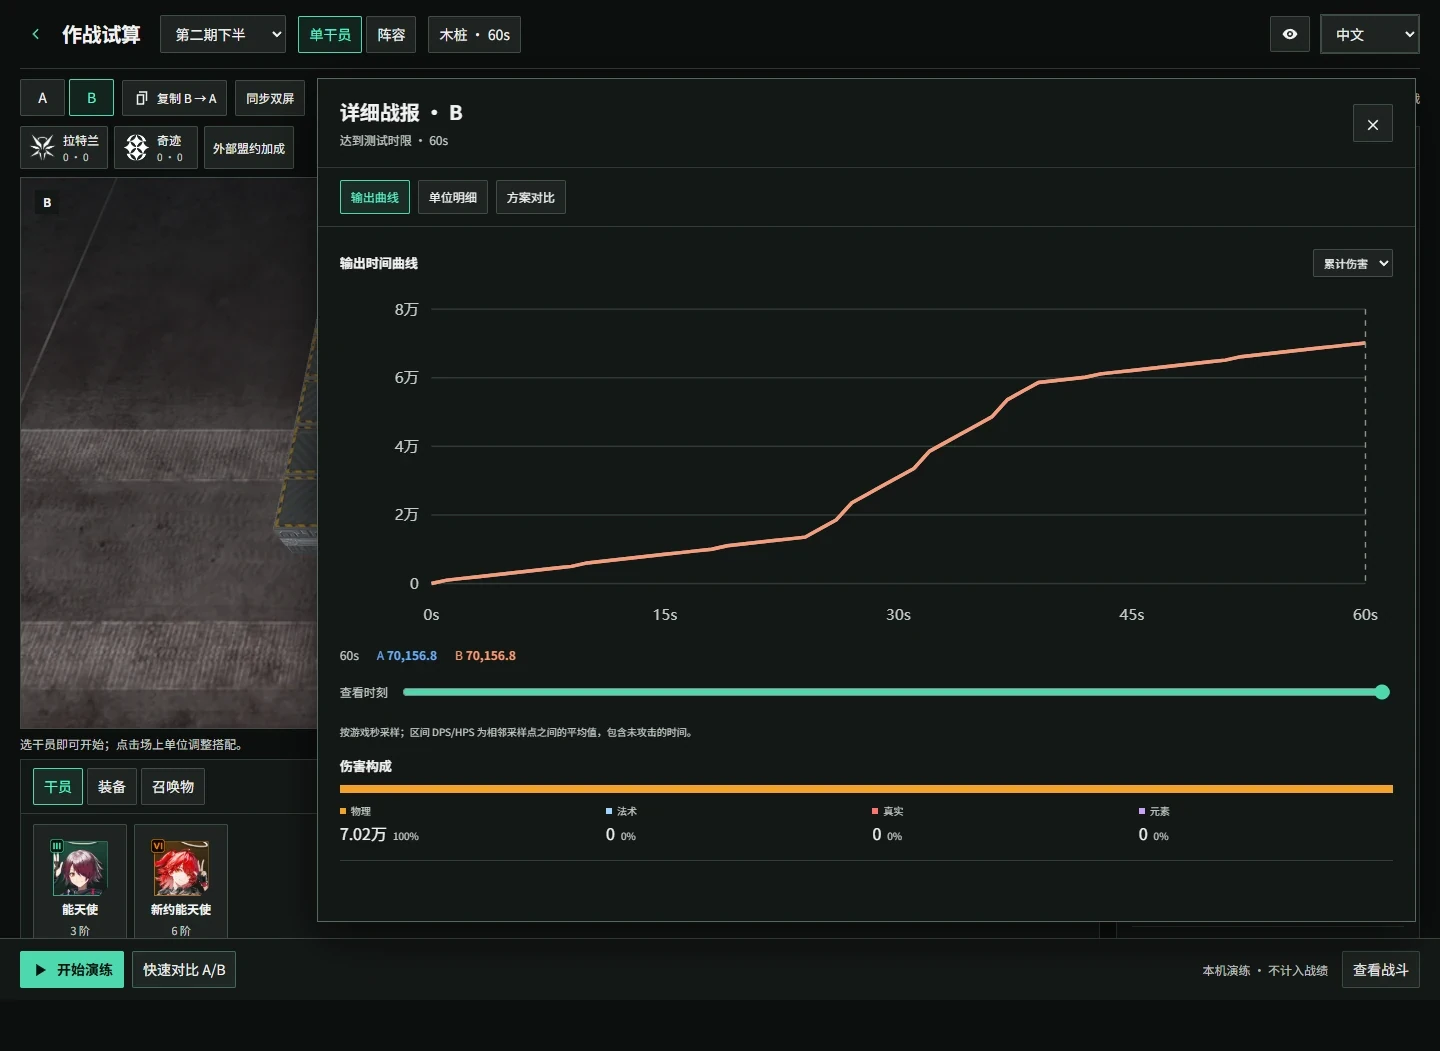 作战试算
第二期下半
单干员
阵容
木桩 · 60s
中文
A
B
复制 B→A
同步双屏
拉特兰
0 · 0
奇迹
0 · 0
外部盟约加成
B
详细战报 · B
达到测试时限 · 60s
输出曲线
单位明细
方案对比
输出时间曲线
累计伤害
8万
6万
4万
2万
0
0s
15s
30s
45s
60s
60s
A 70,156.8
B 70,156.8
查看时刻
按游戏秒采样；区间 DPS/HPS 为相邻采样点之间的平均值，包含未攻击的时间。
伤害构成
物理
7.02万 100%
法术
0 0%
真实
0 0%
元素
0 0%
选干员即可开始；点击场上单位调整搭配。
干员
装备
召唤物
III
能天使
3 阶
VI
新约能天使
6 阶
开始演练
快速对比 A/B
本机演练 · 不计入战绩
查看战斗